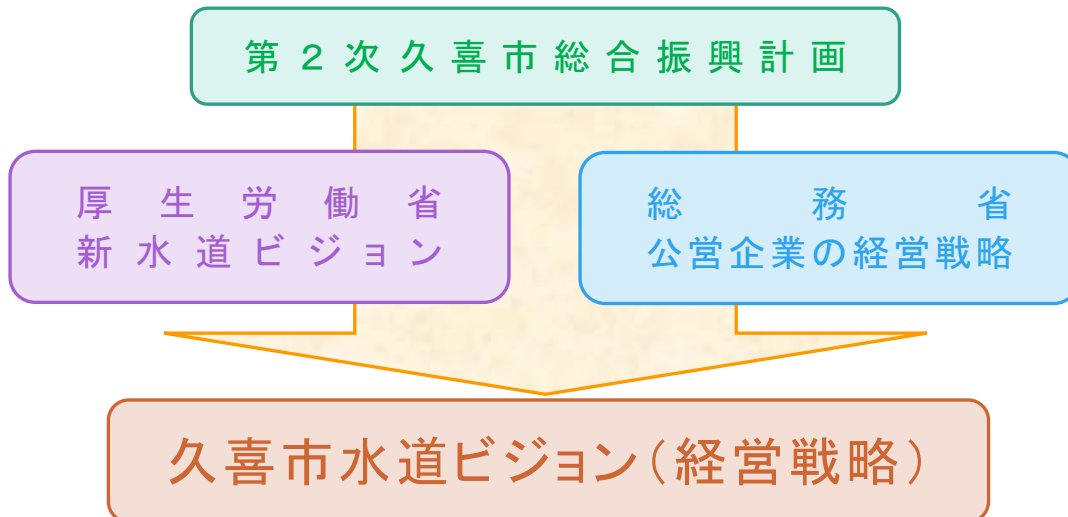 第２次久喜市総合振興計画
厚生労働省
新水道ビジョン
総務省
公営企業の経営戦略
久喜市水道ビジョン（経営戦略）